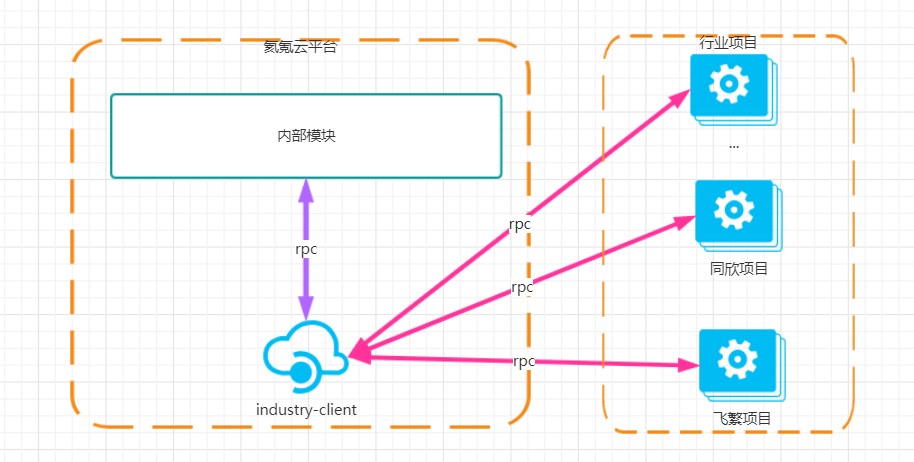 氦氪云平台
行业项目
内部模块
...
rpc
rpc
同欣项目
rpc
rpc
industry-client
飞繁项目